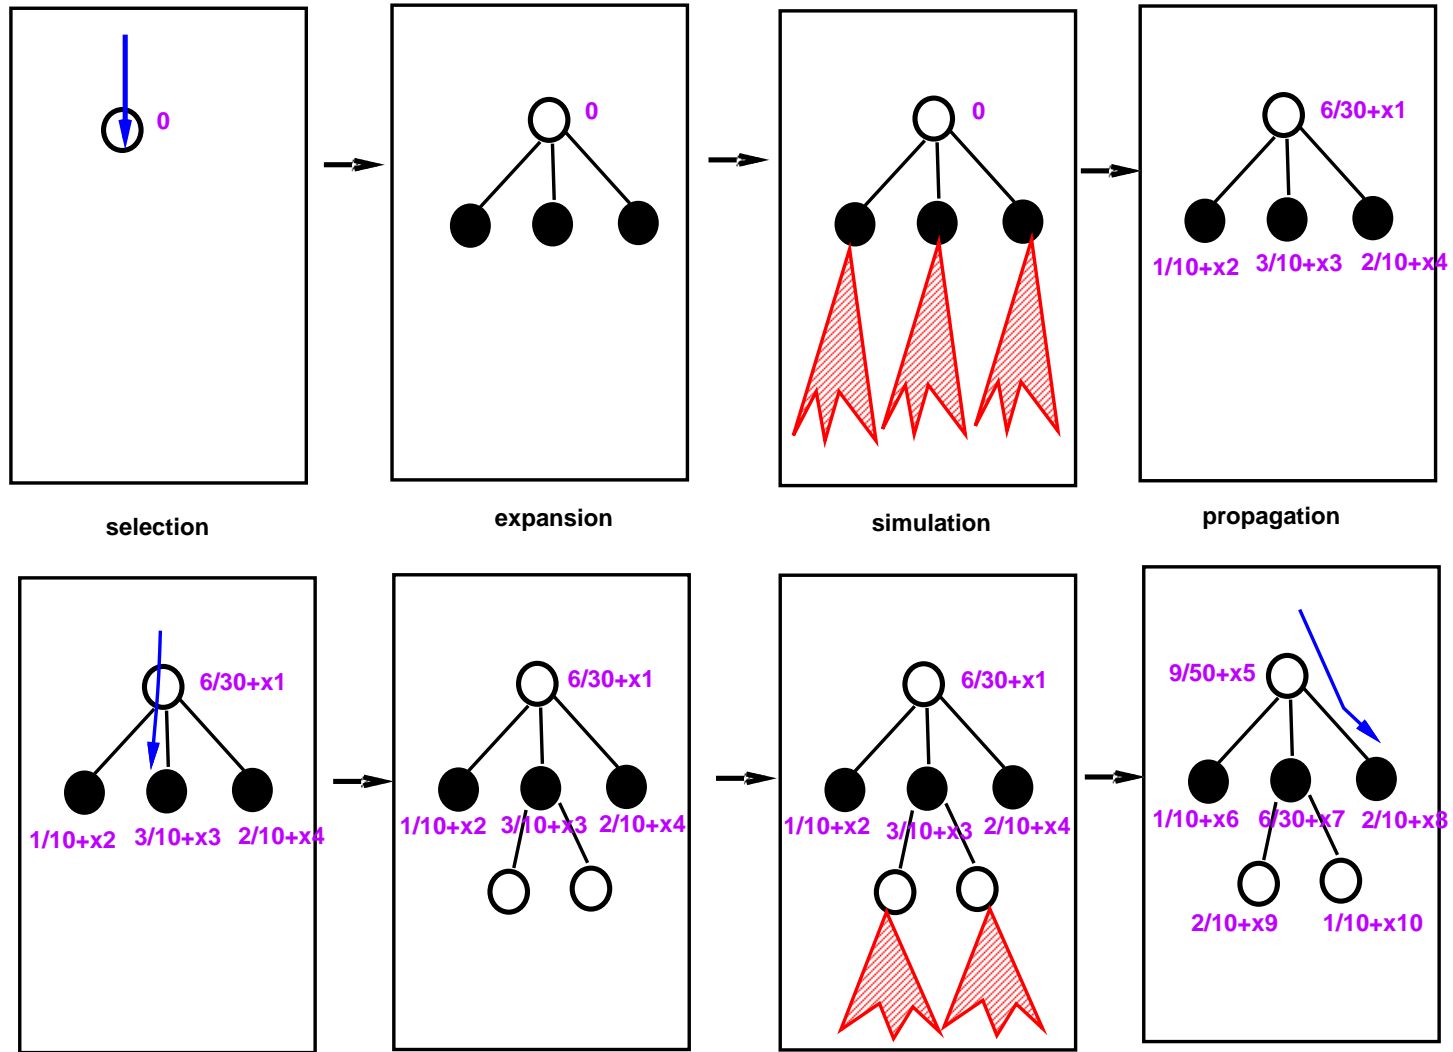 0
0
0
6/30+x1
1/10+x2 3/10+x3 2/10+x4
selection
expansion
simulation
propagation
6/30+x1
1/10+x2 3/10+x3 2/10+x4
6/30+x1
1/10+x2 3/10+x3 2/10+x4
6/30+x1
1/10+x2 3/10+x3 2/10+x4
9/50+x5
1/10+x6 6/30+x7 2/10+x8
2/10+x9 1/10+x10